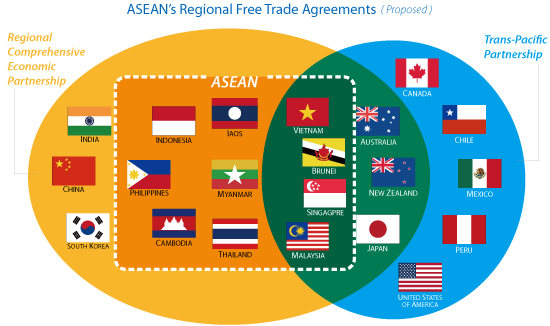 ASEAN's Regional Free Trade Agreements (Proposed)
Regional
Comprehensive
Economic
Partnership
Trans-Pacific
Partnership
ASEAN
CANADA
INDIA
INDONESIA
lAOS
VIETNAM
AUSTRALIA
CHILE
CHINA
PHILIPPINES
MYANMAR
BRUNEI
NEW ZEALAND
MEXICO
SINGAGPRE
SOUTH KOREA
CAMBODIA
THAILAND
MALAYSIA
JAPAN
PERU
UNITED STATES
OF AMERICA